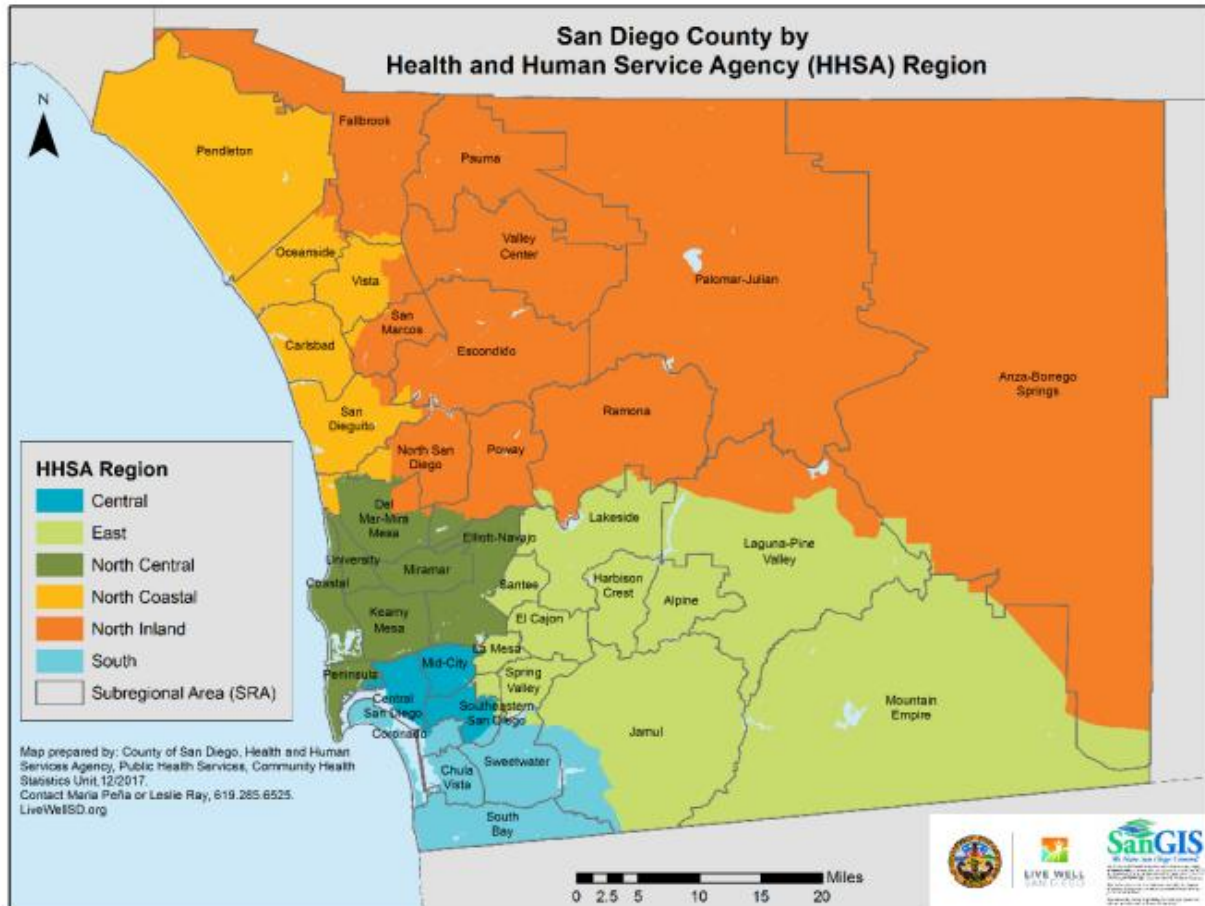 San Diego County by
Health and Human Service Agency (HHSA) Region
N
Fallbrook
Pendleton
Pauma
Valley
Center
Oceanside
Vista
Palomar-Julian
San
Marcos
Carlsbad
Escondido
Anza-Borrego
Springs
San
Dieguito
Ramona
North San
Diego
Poway
HHSA Region
Central
East
North Central
North Coastal
North Inland
South
Subregional Area (SRA)
Del
Mar-Mira
Mesa
Lakeside
Elliott-Navajo
Laguna-Pine
Valley
University
Miramar
Coastal
Santee
Harbison
Crest
Alpine
Kearny
Mesa
El Cajon
La Mesa
Mid-City
Peninsula
Spring
Valley
Central
San Diego
Southeastern
San Diego
Mountain
Empire
Coronado
Jamul
Sweetwater
Chula
Vista
South
Bay
Map prepared by: County of San Diego, Health and Human
Services Agency, Public Health Services, Community Health
Statistics Unit,12/2017.
Contact Maria Peña or Leslie Ray, 619.285.6525.
LiveWellSD.org
Miles
0 2.5 5 10 15 20
LIVE WELL
SAN DIEGO
SanGIS